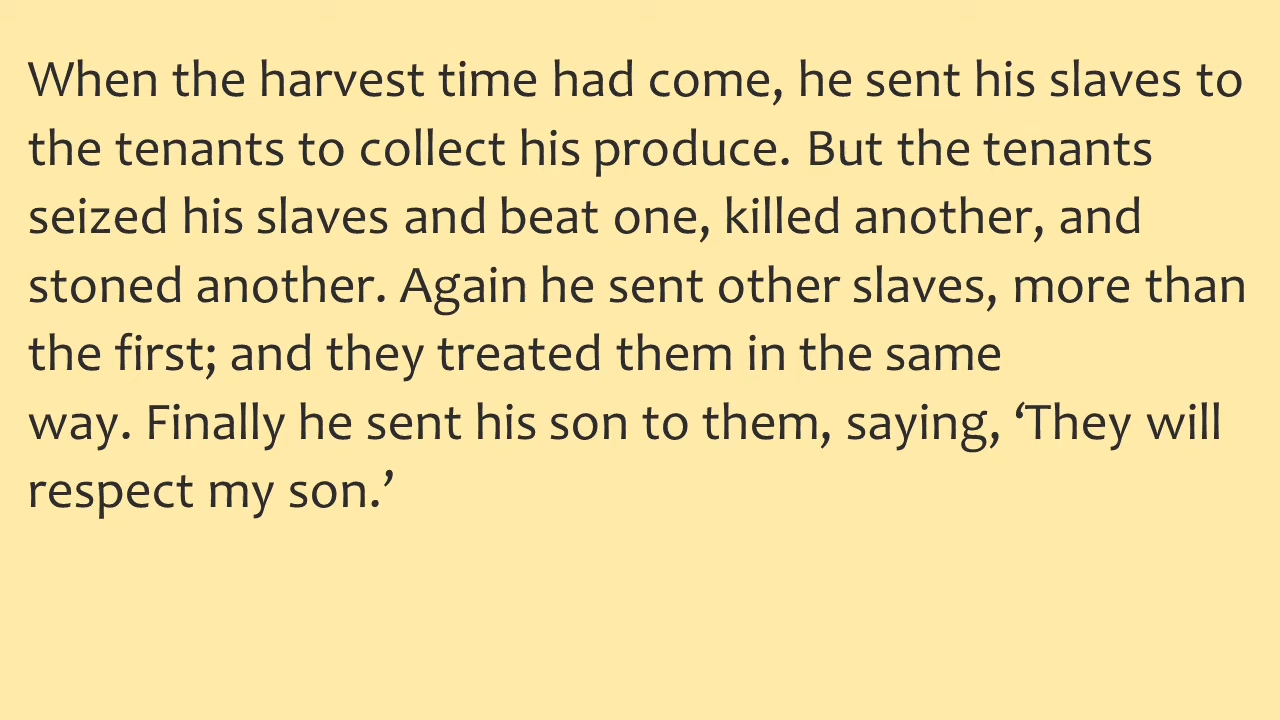 When the harvest time had come, he sent his slaves to
the tenants to collect his produce. But the tenants
seized his slaves and beat one, killed another, and
stoned another. Again he sent other slaves, more than
the first; and they treated them in the same
way. Finally he sent his son to them, saying, ‘They will
respect my son.’